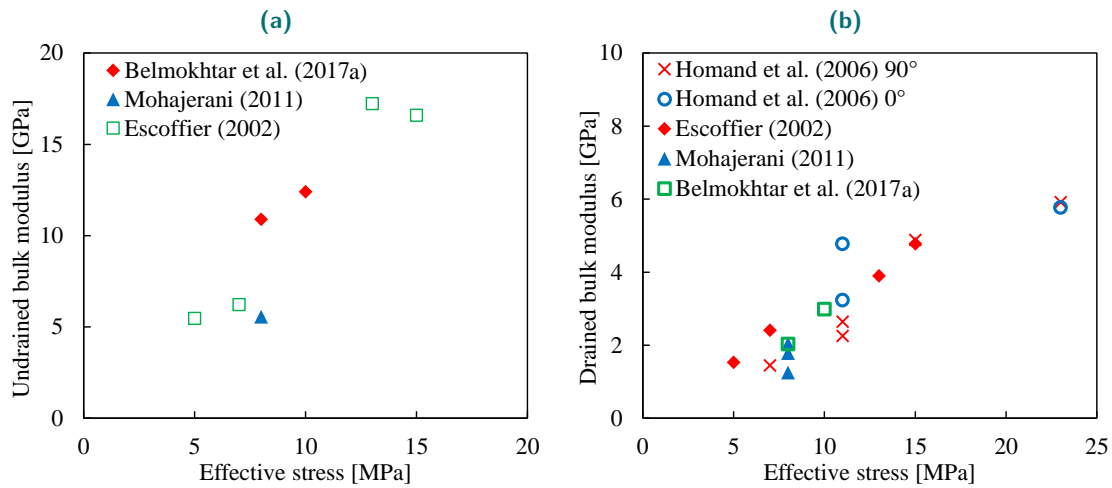 (a)
20
15
10
5
0
0
5
10
15
20
Undrained bulk modulus [GPa]
Effective stress [MPa]
Belmokhtar et al. (2017a)
Mohajerani (2011)
Escoffier (2002)
(b)
10
8
6
4
2
0
0
5
10
15
20
25
Drained bulk modulus [GPa]
Effective stress [MPa]
Homand et al. (2006) 90°
Homand et al. (2006) 0°
Escoffier (2002)
Mohajerani (2011)
Belmokhtar et al. (2017a)